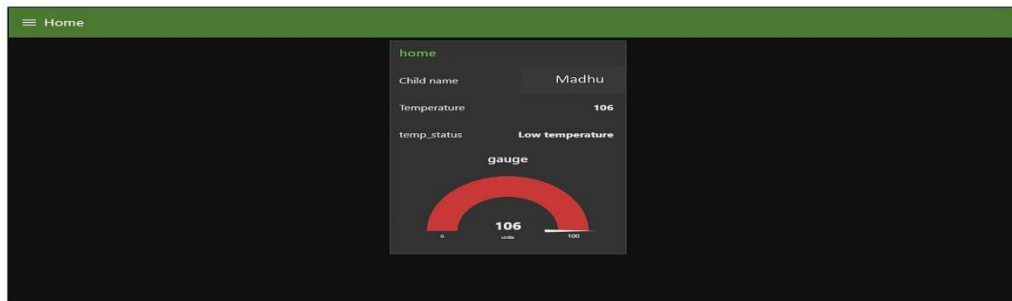 Home
home
Child name Madhu
Temperature 106
temp_status Low temperature
gauge
106
0 units 100